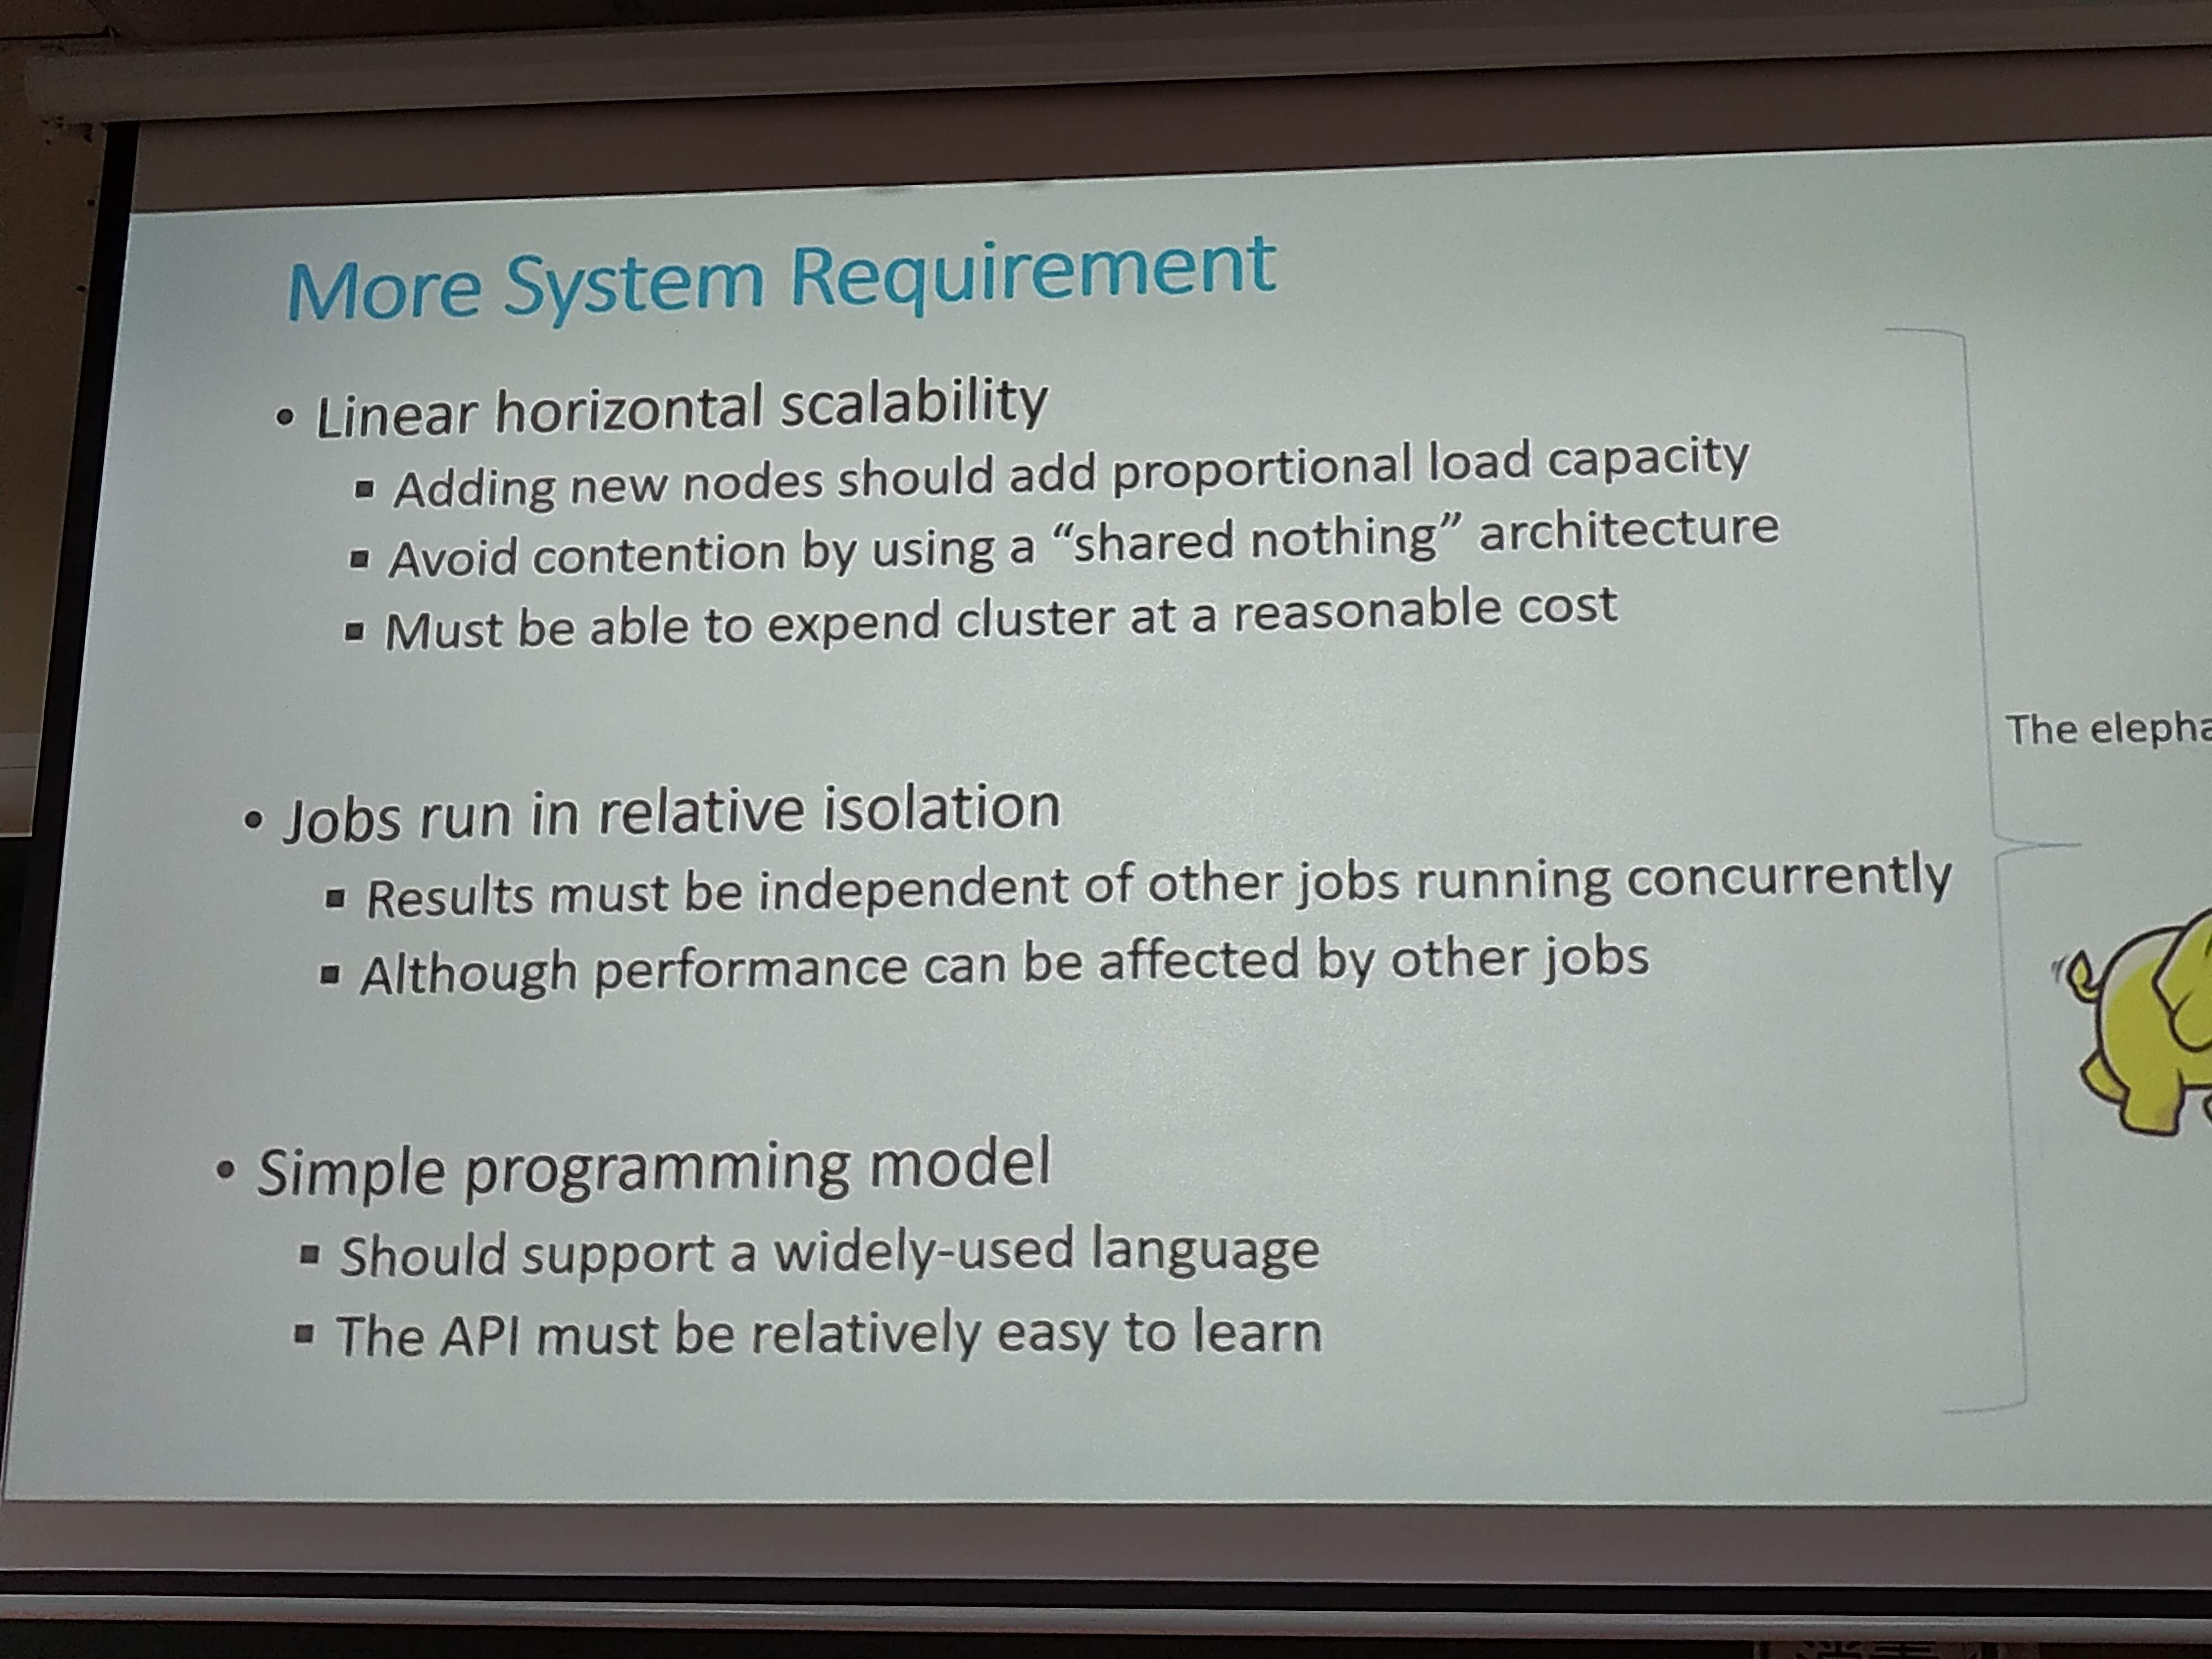 More System Requirement
• Linear horizontal scalability
▪ Adding new nodes should add proportional load capacity
▪ Avoid contention by using a “shared nothing” architecture
▪ Must be able to expend cluster at a reasonable cost
• Jobs run in relative isolation
▪ Results must be independent of other jobs running concurrently
▪ Although performance can be affected by other jobs
• Simple programming model
▪ Should support a widely-used language
▪ The API must be relatively easy to learn
The elepha